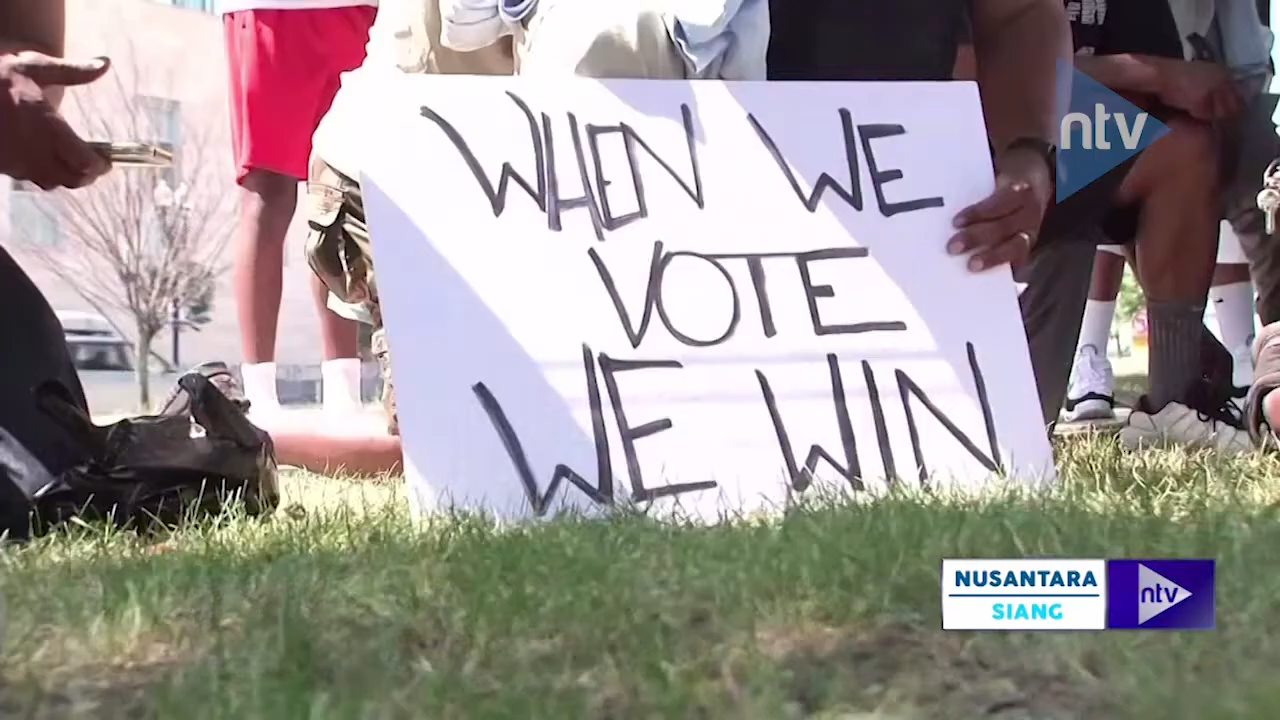 ntv
WHEN WE
VOTE
WE WIN
NUSANTARA
SIANG
ntv